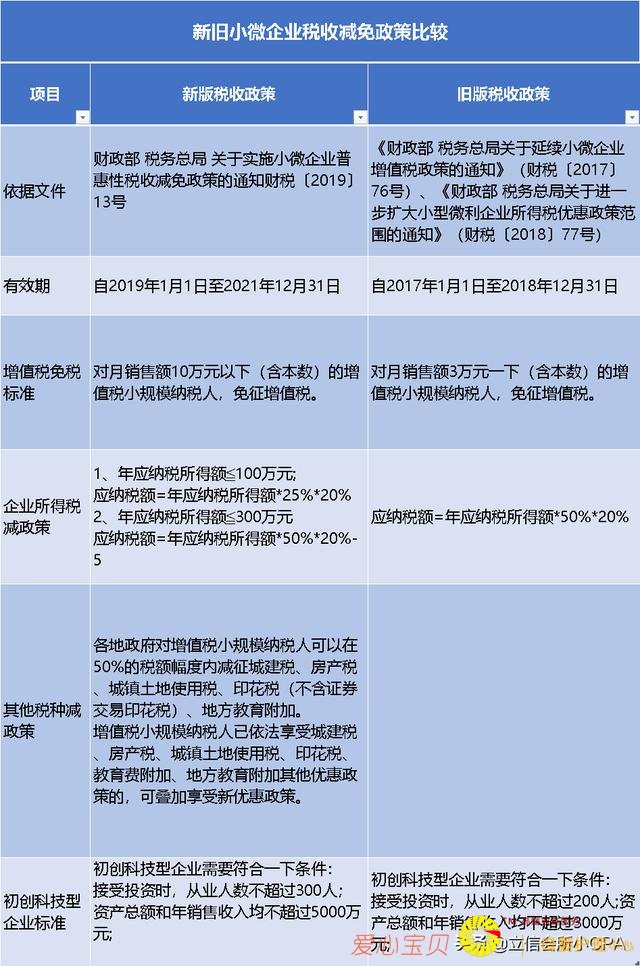 新旧小微企业税收减免政策比较
项目
新版税收政策
旧版税收政策
依据文件
财政部 税务总局 关于实施小微企业普
惠性税收减免政策的通知财税〔2019〕
13号
《财政部 税务总局关于延续小微企业
增值税政策的通知》（财税〔2017〕
76号）、《财政部 税务总局关于进一
步扩大小型微利企业所得税优惠政策范
围的通知》（财税〔2018〕77号）
有效期
自2019年1月1日至2021年12月31日
自2017年1月1日至2018年12月31日
增值税免税
标准
对月销售额10万元以下（含本数）的增
值税小规模纳税人，免征增值税。
对月销售额3万元一下（含本数）的增
值税小规模纳税人，免征增值税。
企业所得税
减政策
1、年应纳税所得额≦100万元;
应纳税额=年应纳税所得额*25%*20%
2、年应纳税所得额≦300万元
应纳税额=年应纳税所得额*50%*20%-
5
应纳税额=年应纳税所得额*50%*20%
其他税种减
政策
各地政府对增值税小规模纳税人可以在
50%的税额幅度内减征城建税、房产税
、城镇土地使用税、印花税（不含证券
交易印花税）、地方教育附加。
增值税小规模纳税人已依法享受城建税
、房产税、城镇土地使用税、印花税、
教育费附加、地方教育附加其他优惠政
策的，可叠加享受新优惠政策。
初创科技型
企业标准
初创科技型企业需要符合一下条件：
接受投资时，从业人数不超过300人；
资产总额和年销售收入均不超过5000万
元;
初创科技型企业需要符合一下条件：
接受投资时，从业人数不超过200人;资
产总额和年销售收入均不超过3000万
元;
爱心宝贝
头条@立信会所小CPA